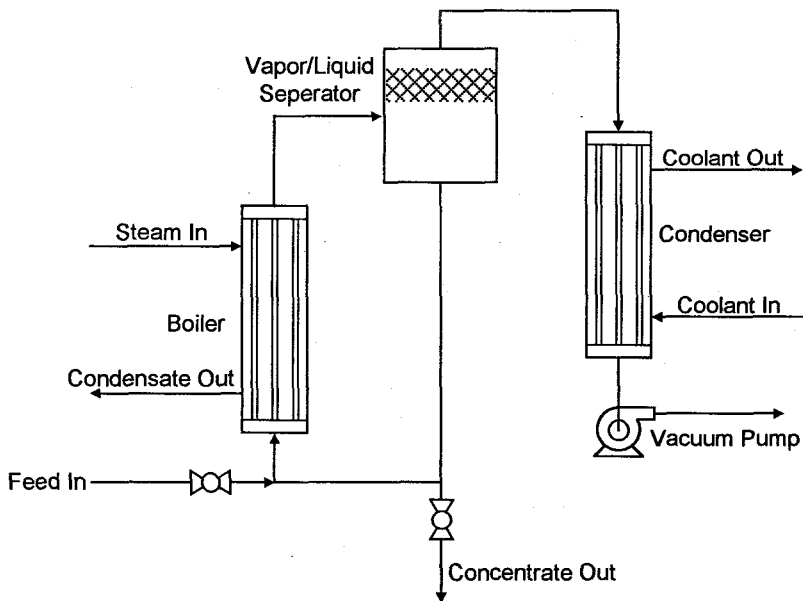 Vapor/Liquid
Seperator
Coolant Out
Steam In
Condenser
Coolant In
Boiler
Condensate Out
Vacuum Pump
Feed In
Concentrate Out